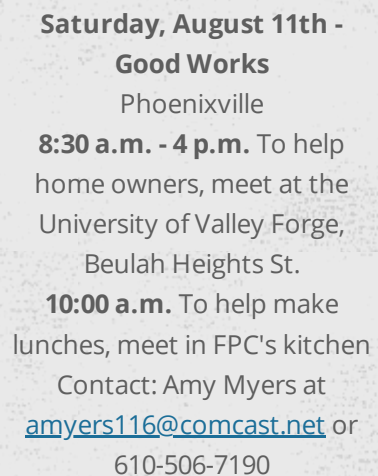 Saturday, August 11th -
Good Works
Phoenixville
8:30 a.m. - 4 p.m. To help
home owners, meet at the
University of Valley Forge,
Beulah Heights St.
10:00 a.m. To help make
lunches, meet in FPC's kitchen
Contact: Amy Myers at
amyers116@comcast.net or
610-506-7190